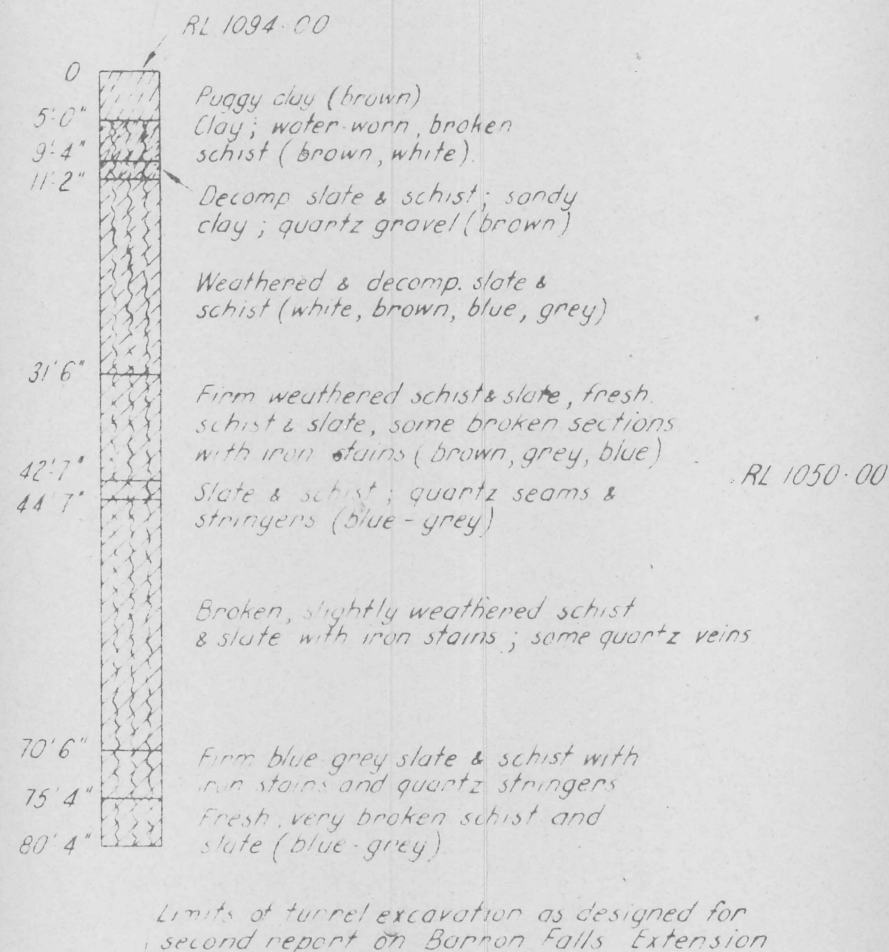 RL 1094·00
0
Puggy clay (brown)
5'0"
Clay; water-worn, broken
9'4"
schist (brown, white).
11'2"
Decomp slate & schist; sandy
clay; quartz gravel (brown)
Weathered & decomp. slate &
schist (white, brown, blue, grey)
31'6"
Firm weathered schist & slate, fresh
schist & slate, some broken sections
with iron stains (brown, grey, blue)
42'7"
RL 1050·00
44'7"
Slate & schist; quartz seams &
stringers (blue-grey)
Broken, slightly weathered schist
& slate with iron stains; some quartz veins
70'6"
Firm blue grey slate & schist with
iron stains and quartz stringers
75'4"
Fresh, very broken schist and
80'4"
slate (blue-grey)
Limits of tunnel excavation as designed for
second report on Barron Falls Extension